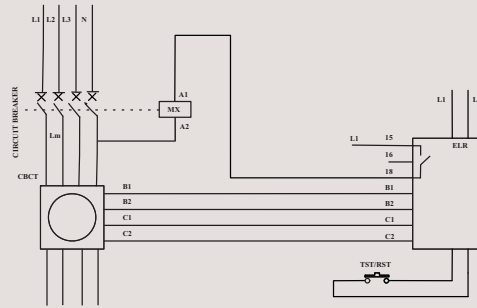 L1 L2 L3 N
CIRCUIT BREAKER
A1
MX
A2
Lm
L1 L
L1 15
ELR
16
18
CBCT
B1 B1
B2 B2
C1 C1
C2 C2
TST/RST